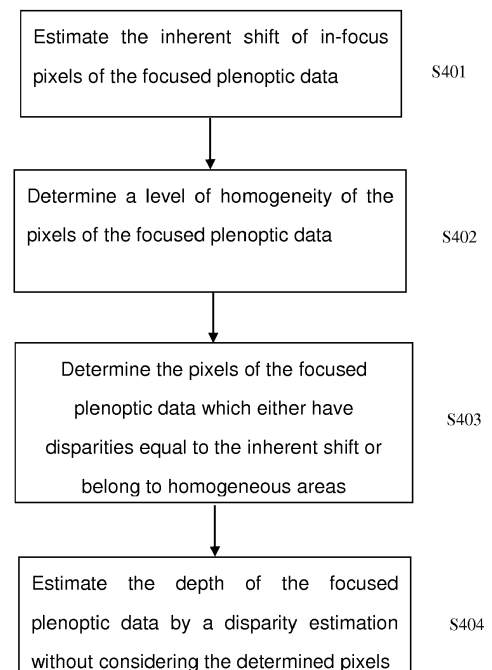 Estimate the inherent shift of in-focus
pixels of the focused plenoptic data
S401
Determine a level of homogeneity of the
pixels of the focused plenoptic data
S402
Determine the pixels of the focused
plenoptic data which either have
disparities equal to the inherent shift or
belong to homogeneous areas
S403
Estimate the depth of the focused
plenoptic data by a disparity estimation
without considering the determined pixels
S404